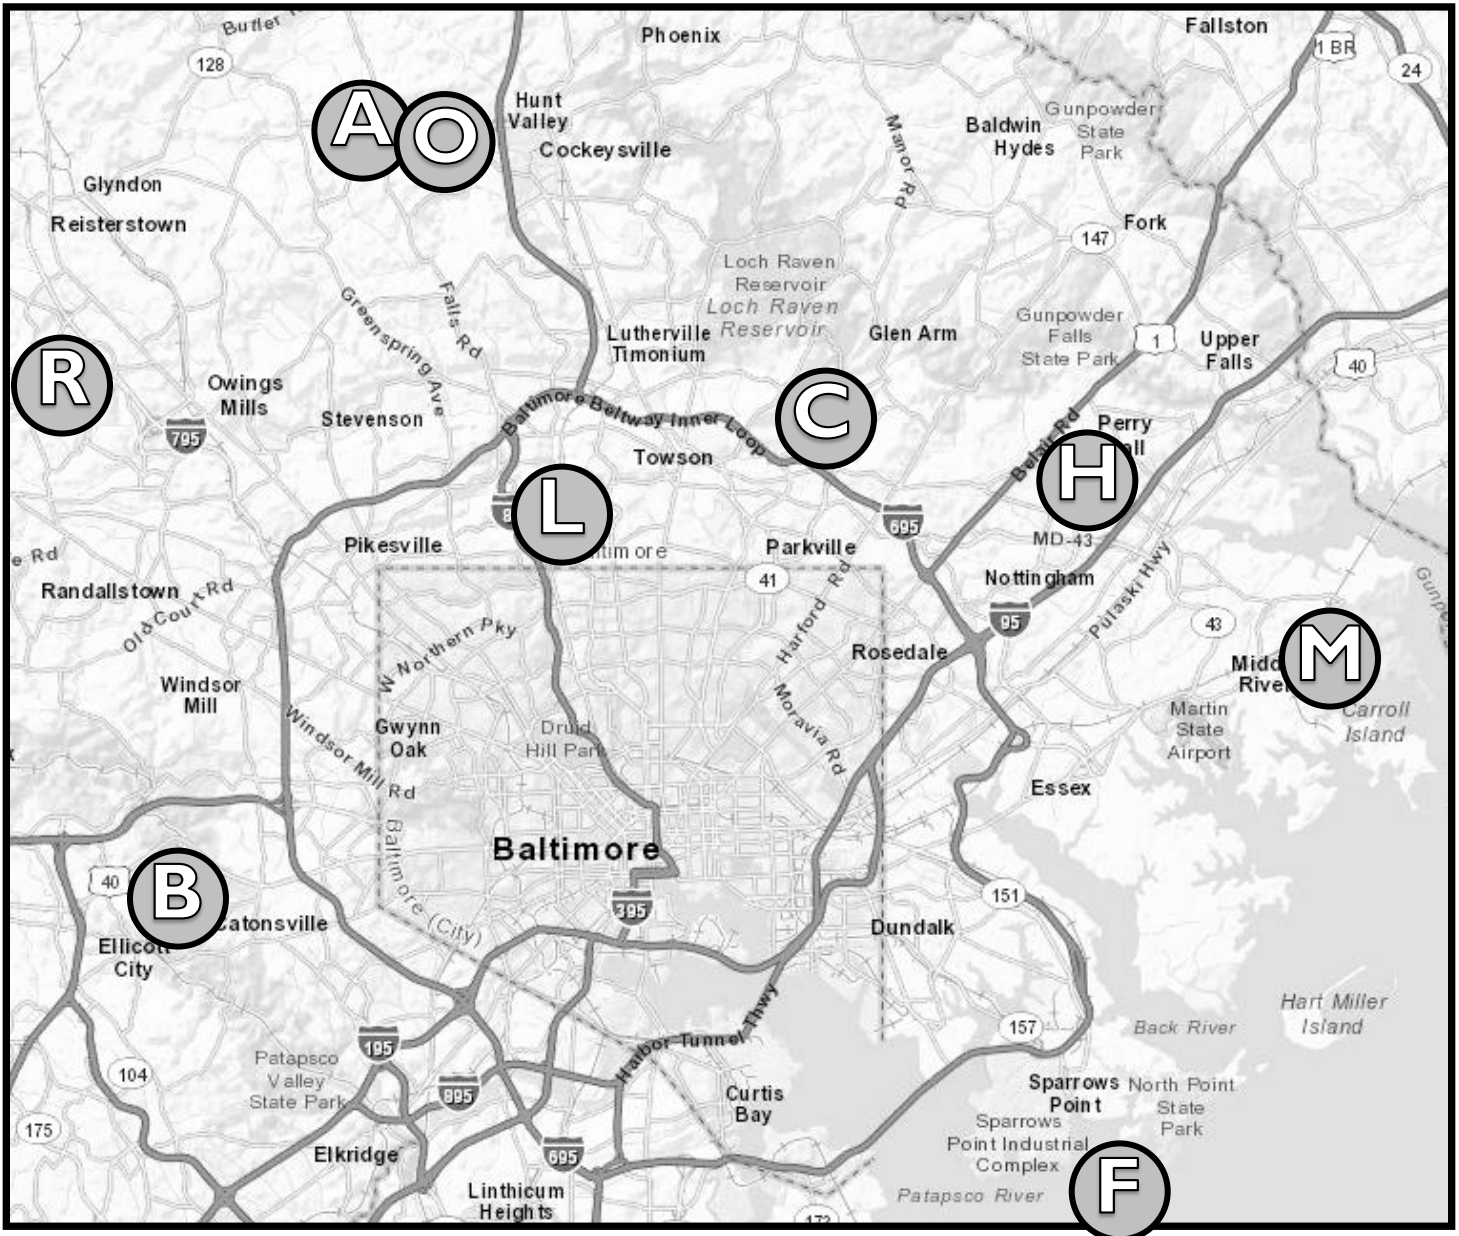 Butler
Phoenix
Fallston
1 BR
128
24
A
O
Hunt
Valley
Cockeysville
Manor Rd
Baldwin
Hydes
Gunpowder
State
Park
Glyndon
Reisterstown
147
Fork
Loch Raven
Reservoir
Loch Raven
Reservoir
Greenspring Ave
Falls Rd
Lutherville
Timonium
Glen Arm
Gunpowder
Falls
State Park
1
Upper
Falls
40
R
Owings
Mills
795
Stevenson
Baltimore Beltway Inner Loop
C
Towson
Belair Rd
Perry
H
L
695
Pikesville
Parkville
MD-43
41
Nottingham
Pulaski Hwy
e Rd
Randallstown
Old Court Rd
Harford Rd
95
43
W Northern Pky
Rosedale
M
Windsor
Mill
Moravia Rd
Martin
State
Airport
Carroll
Island
Windsor Mill Rd
Gwynn
Oak
Druid
Hill Park
Essex
Baltimore
Baltimore (City)
40
B
395
151
Catonsville
Dundalk
Ellicott
City
Hart Miller
Island
157
Back River
195
Harbor Tunnel Thwy
Patapsco
Valley
State Park
104
895
Curtis
Bay
Sparrows
Point
North Point
State
Park
175
Sparrows
Point Industrial
Complex
Elkridge
695
F
Linthicum
Heights
Patapsco River
173